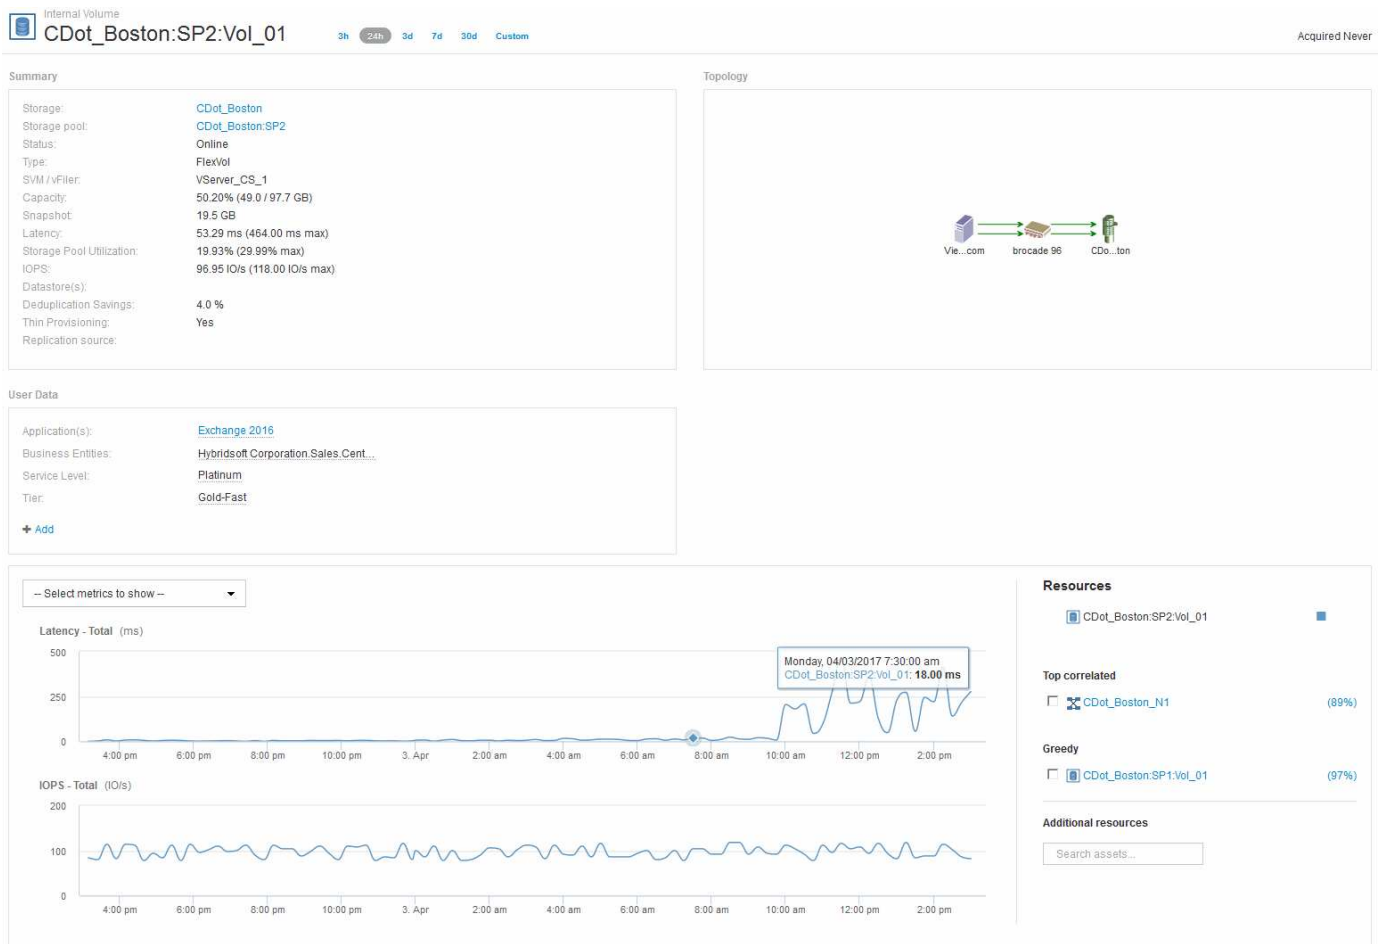 Internal Volume
CDot_Boston:SP2:Vol_01
3h 24h 3d 7d 30d Custom
Acquired Never
Summary
Storage: CDot_Boston
Storage pool: CDot_Boston:SP2
Status: Online
Type: FlexVol
SVM / vFiler: VServer_CS_1
Capacity: 50.20% (49.0 / 97.7 GB)
Snapshot: 19.5 GB
Latency: 53.29 ms (464.00 ms max)
Storage Pool Utilization: 19.93% (29.99% max)
IOPS: 96.95 IO/s (118.00 IO/s max)
Datastore(s):
Deduplication Savings: 4.0 %
Thin Provisioning: Yes
Replication source:
Topology
Vie...com brocade 96 CDo...ton
User Data
Application(s): Exchange 2016
Business Entities: Hybridsoft Corporation.Sales.Cent...
Service Level: Platinum
Tier: Gold-Fast
+ Add
-- Select metrics to show --
Latency - Total (ms)
500
250
0
Monday, 04/03/2017 7:30:00 am
CDot_Boston:SP2:Vol_01: 18.00 ms
4:00 pm 6:00 pm 8:00 pm 10:00 pm 3. Apr 2:00 am 4:00 am 6:00 am 8:00 am 10:00 am 12:00 pm 2:00 pm
IOPS - Total (IO/s)
200
100
0
4:00 pm 6:00 pm 8:00 pm 10:00 pm 3. Apr 2:00 am 4:00 am 6:00 am 8:00 am 10:00 am 12:00 pm 2:00 pm
Resources
CDot_Boston:SP2:Vol_01
Top correlated
CDot_Boston_N1 (89%)
Greedy
CDot_Boston:SP1:Vol_01 (97%)
Additional resources
Search assets...